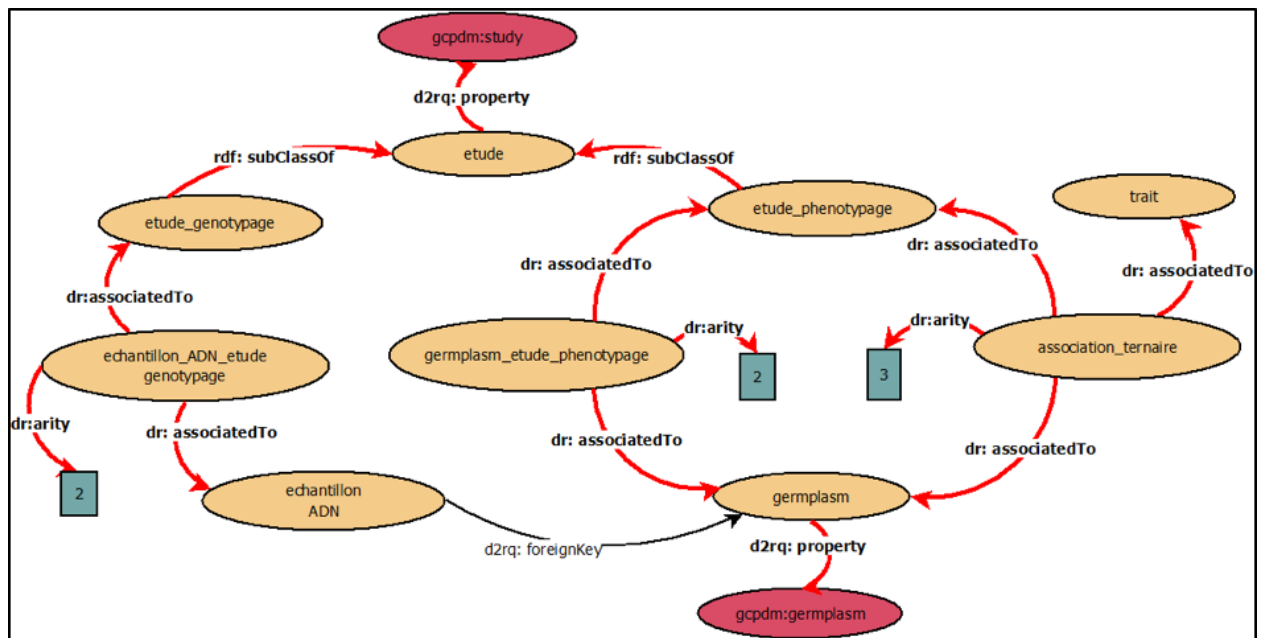 gcpdm:study
d2rq: property
etude
rdf: subClassOf
rdf: subClassOf
etude_genotypage
etude_phenotypage
trait
dr: associatedTo
dr: associatedTo
dr: associatedTo
dr:associatedTo
dr:arity
dr:arity
echantillon_ADN_etude
genotypage
germplasm_etude_phenotypage
association_ternaire
2
3
dr:arity
dr: associatedTo
dr: associatedTo
dr: associatedTo
2
echantillon
ADN
germplasm
d2rq: foreignKey
d2rq: property
gcpdm:germplasm